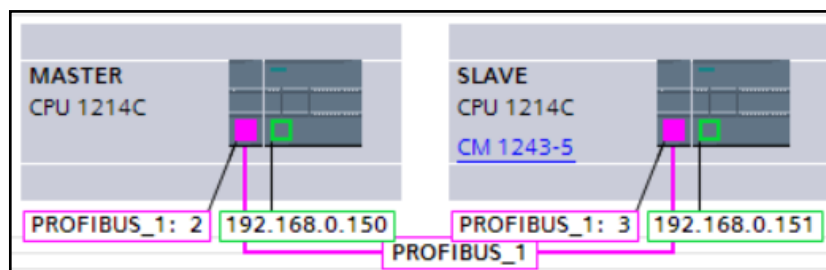 MASTER
CPU 1214C
SLAVE
CPU 1214C
CM 1243-5
PROFIBUS_1: 2
192.168.0.150
PROFIBUS_1: 3
192.168.0.151
PROFIBUS_1